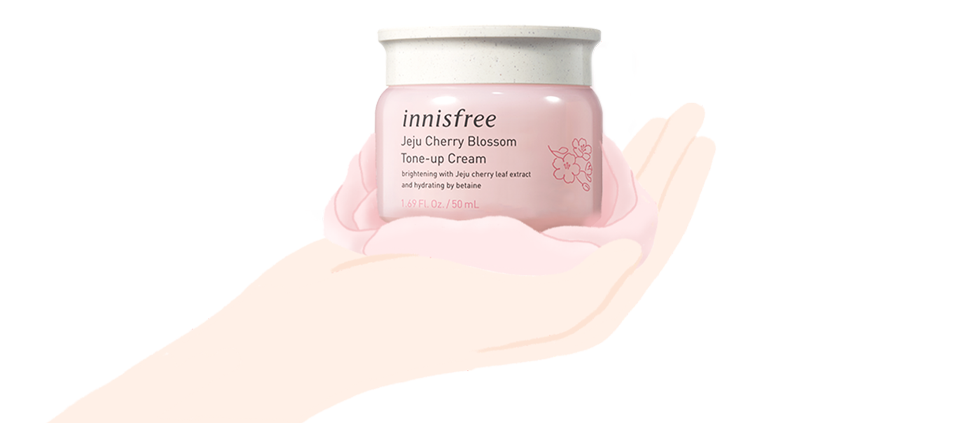 innisfree
Jeju Cherry Blossom
Tone-up Cream
brightening with Jeju cherry leaf extract
and hydrating by betaine
1.69 Fl. Oz. / 50 mL